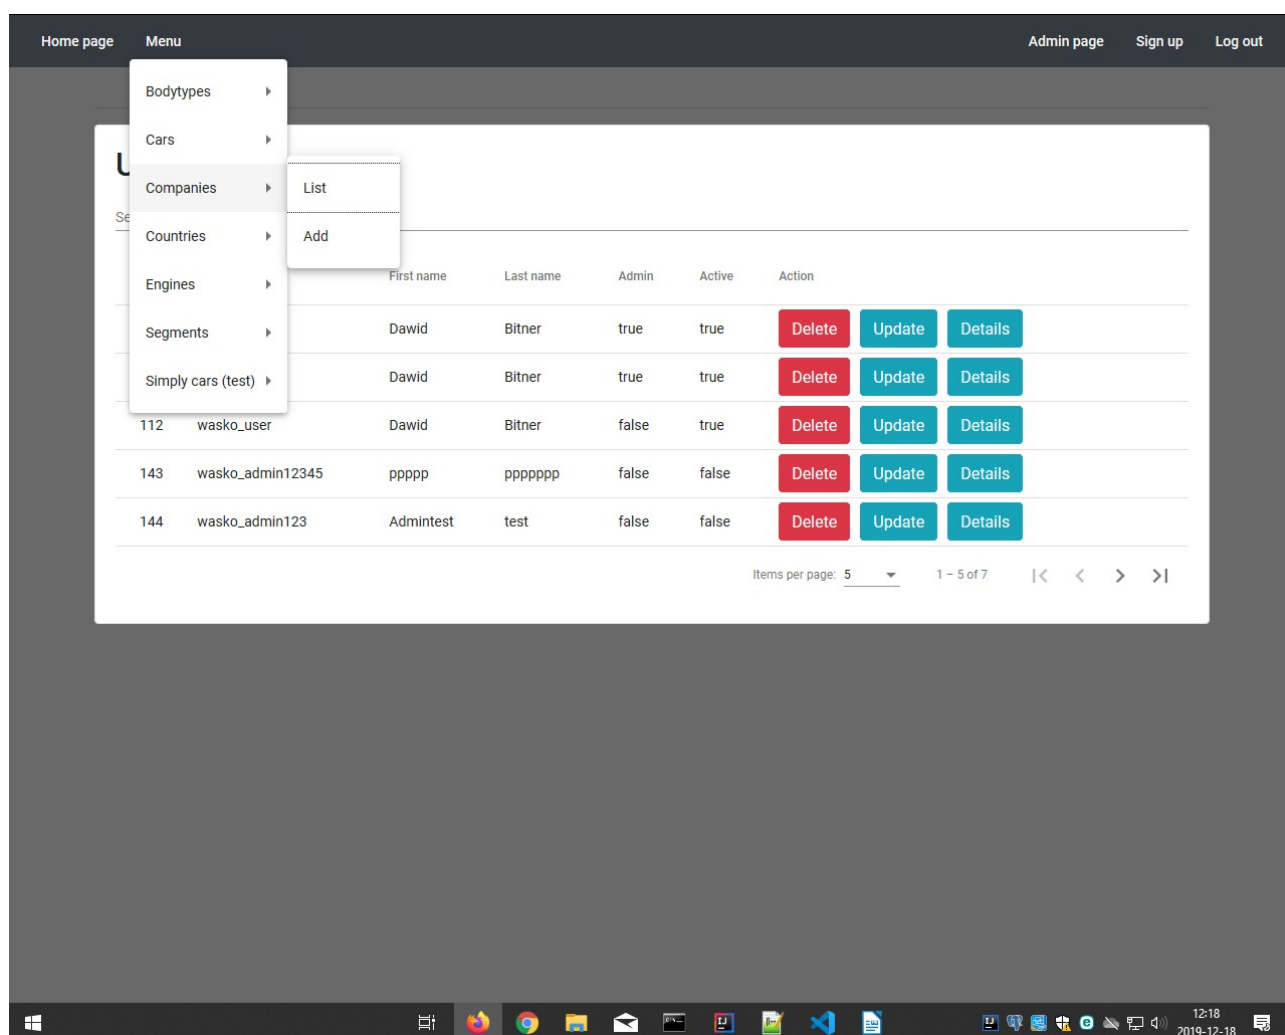 Home page Menu Admin page Sign up Log out
Bodytypes
Cars
Companies List
Countries Add
Engines
Segments
Simply cars (test)
First name Last name Admin Active Action
Dawid Bitner true true Delete Update Details
Dawid Bitner true true Delete Update Details
112 wasko_user Dawid Bitner false true Delete Update Details
143 wasko_admin12345 ppppp ppppppp false false Delete Update Details
144 wasko_admin123 Admintest test false false Delete Update Details
Items per page: 5 1 – 5 of 7
12:18
2019-12-18